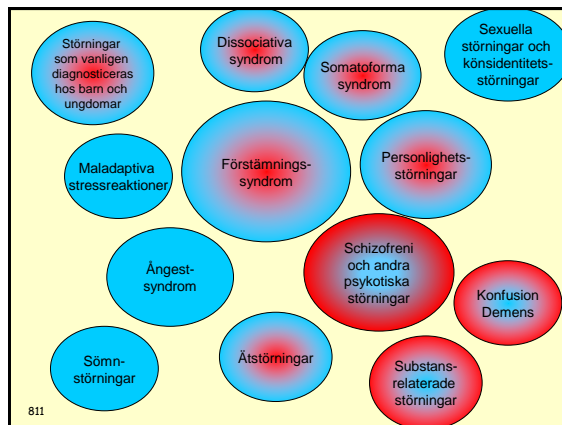 Störningar
som vanligen
diagnosticeras
hos barn och
ungdomar
Dissociativa
syndrom
Somatoforma
syndrom
Sexuella
störningar och
könsidentitets-
störningar
Maladaptiva
stressreaktioner
Förstämnings-
syndrom
Personlighets-
störningar
Ångest-
syndrom
Schizofreni
och andra
psykotiska
störningar
Konfusion
Demens
Sömn-
störningar
Ätstörningar
Substans-
relaterade
störningar
811